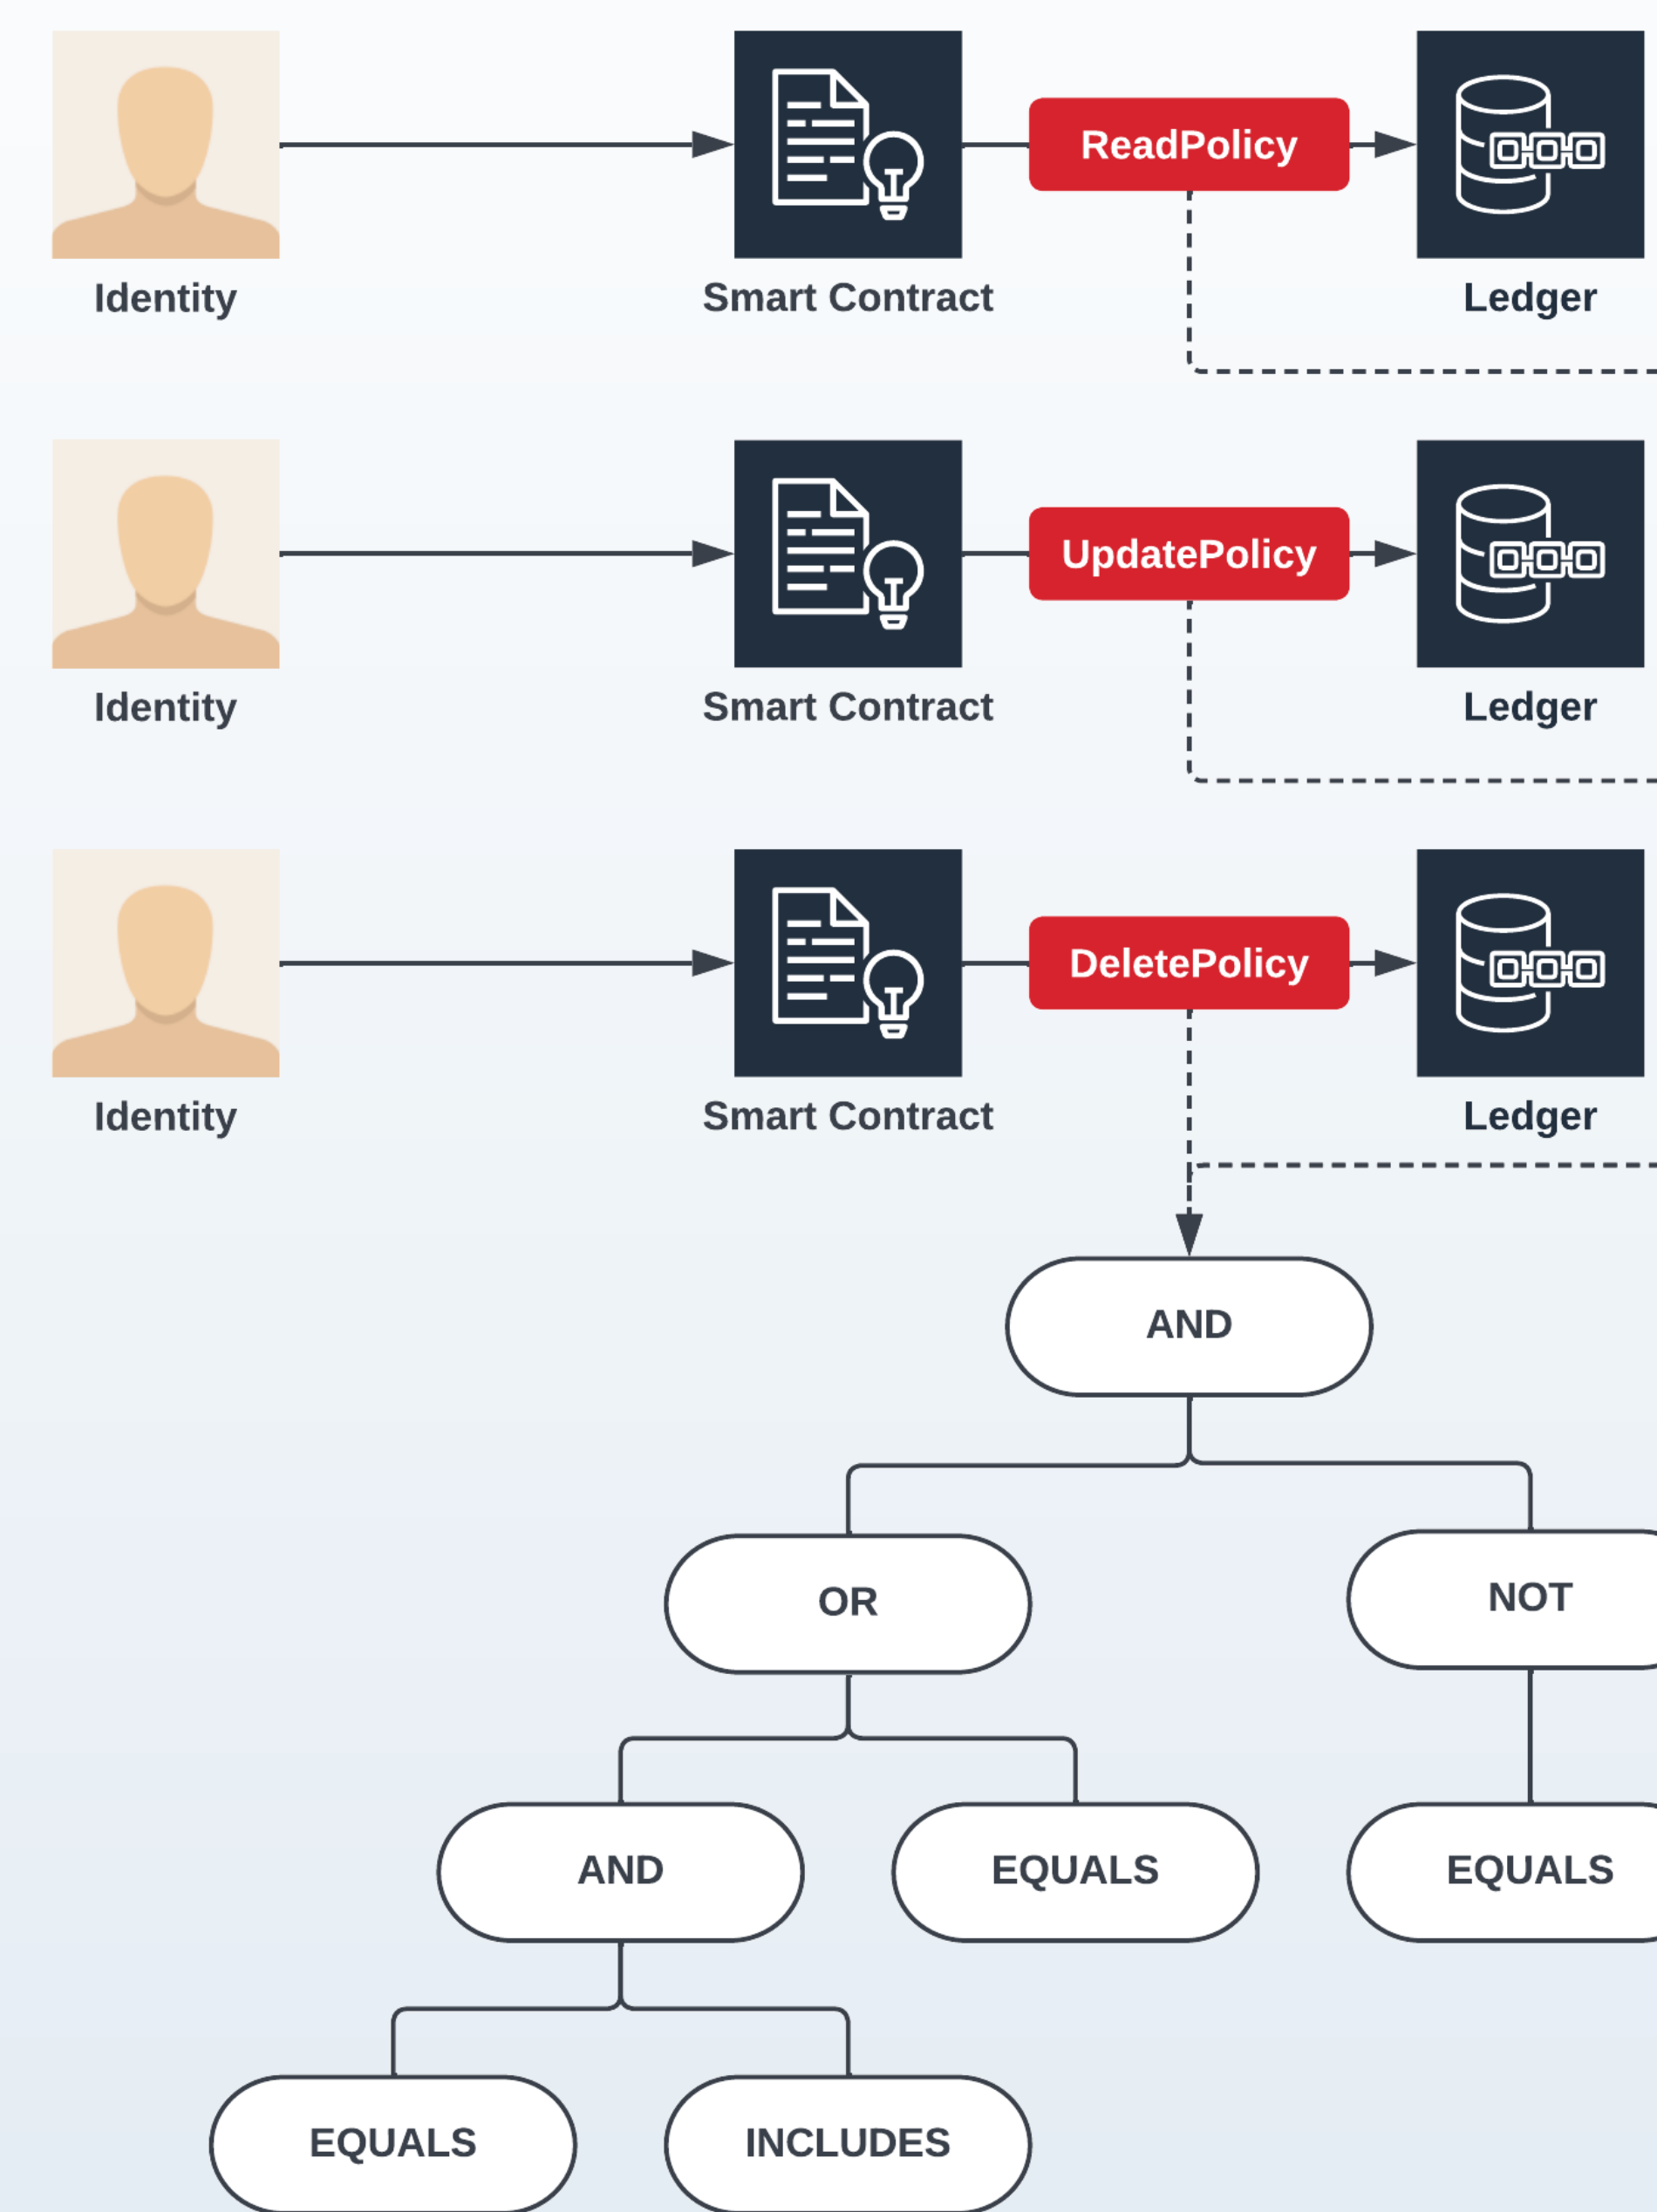 ReadPolicy
Identity
Smart Contract
Ledger
UpdatePolicy
Identity
Smart Contract
Ledger
DeletePolicy
Identity
Smart Contract
Ledger
AND
OR
NOT
AND
EQUALS
EQUALS
EQUALS
INCLUDES